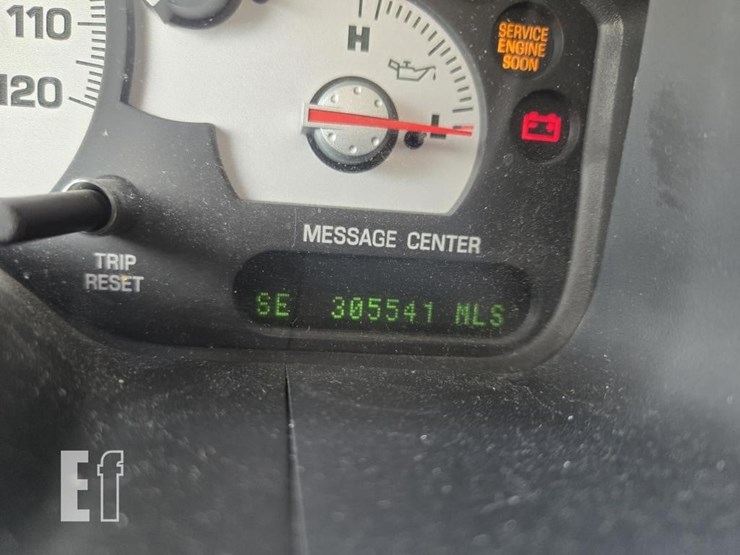 110
120
H
SERVICE
ENGINE
SOON
L
MESSAGE CENTER
TRIP
RESET
SE 305541 MLS
Ef